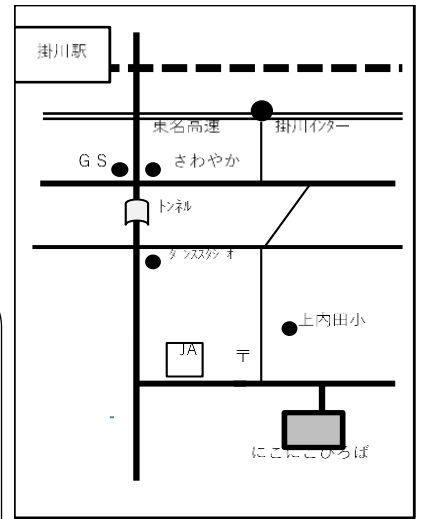 掛川駅
東名高速
掛川インター
GS
さわやか
トンネル
ダンススタジオ
上内田小
JA
〒
にこにこひろば